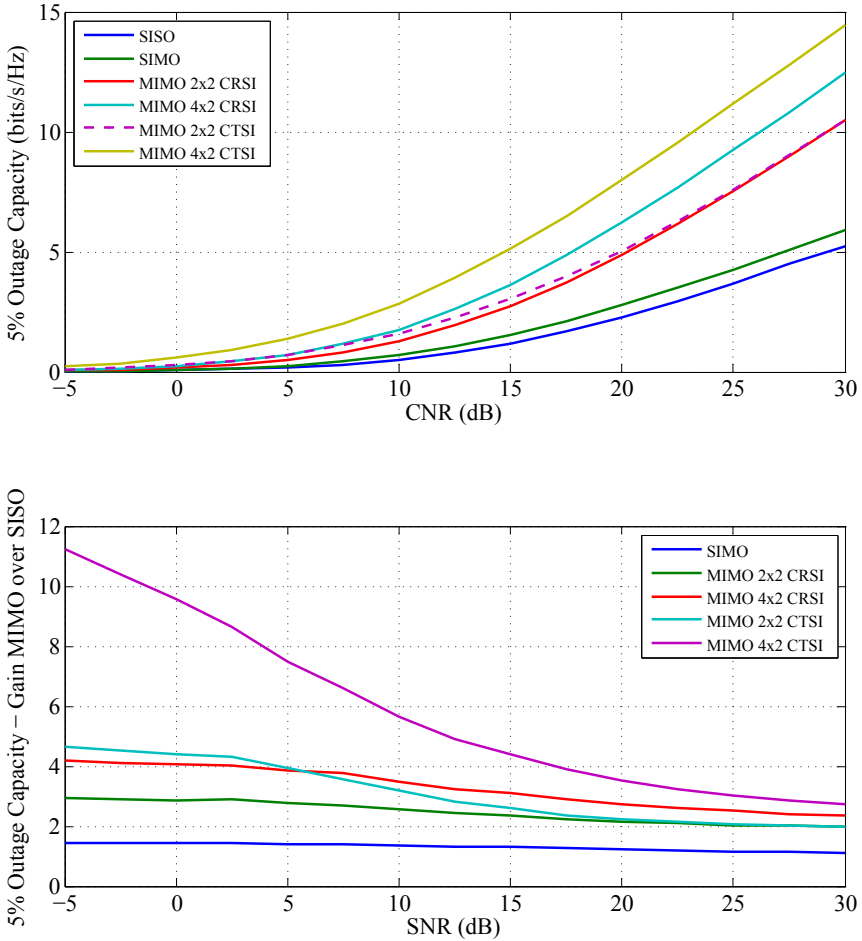 15
10
5
0
5% Outage Capacity (bits/s/Hz)
SISO
SIMO
MIMO 2x2 CRSI
MIMO 4x2 CRSI
MIMO 2x2 CTSI
MIMO 4x2 CTSI
−5 0 5 10 15 20 25 30
CNR (dB)
12
10
8
6
4
2
0
5% Outage Capacity − Gain MIMO over SISO
SIMO
MIMO 2x2 CRSI
MIMO 4x2 CRSI
MIMO 2x2 CTSI
MIMO 4x2 CTSI
−5 0 5 10 15 20 25 30
SNR (dB)